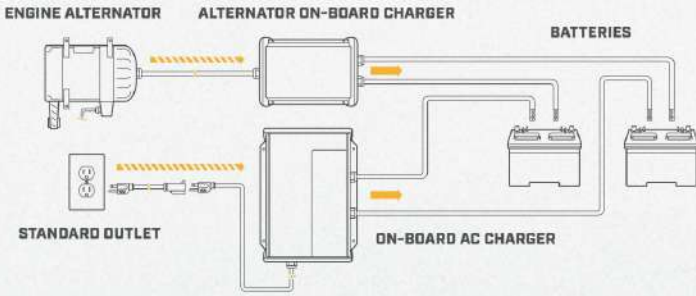 ENGINE ALTERNATOR
ALTERNATOR ON-BOARD CHARGER
BATTERIES
STANDARD OUTLET
ON-BOARD AC CHARGER